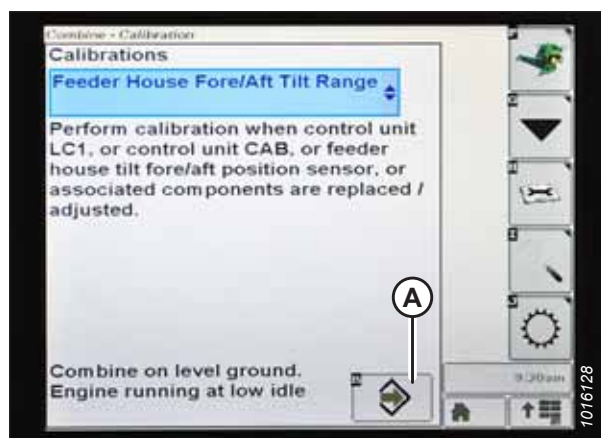 Combine - Calibration
Calibrations
Feeder House Fore/Aft Tilt Range
Perform calibration when control unit
LC1, or control unit CAB, or feeder
house tilt fore/aft position sensor, or
associated components are replaced /
adjusted.
A
Combine on level ground.
Engine running at low idle
9:20am
1016128